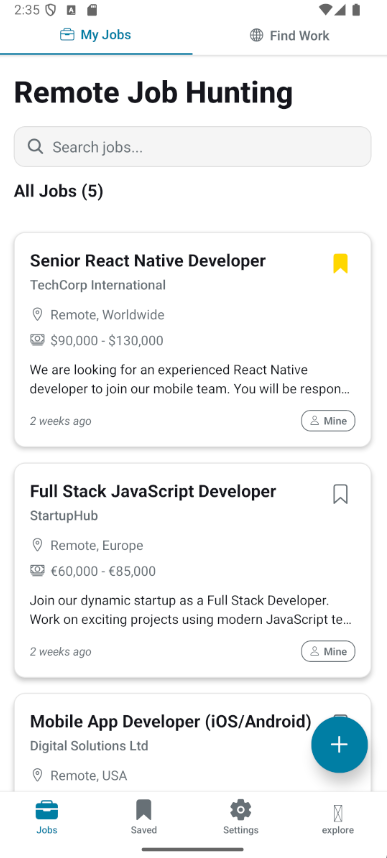 2:35
My Jobs
Find Work
Remote Job Hunting
Search jobs...
All Jobs (5)
Senior React Native Developer
TechCorp International
Remote, Worldwide
$90,000 - $130,000
We are looking for an experienced React Native
developer to join our mobile team. You will be respon...
2 weeks ago
Mine
Full Stack JavaScript Developer
StartupHub
Remote, Europe
€60,000 - €85,000
Join our dynamic startup as a Full Stack Developer.
Work on exciting projects using modern JavaScript te...
2 weeks ago
Mine
Mobile App Developer (iOS/Android)
Digital Solutions Ltd
Remote, USA
Jobs
Saved
Settings
explore